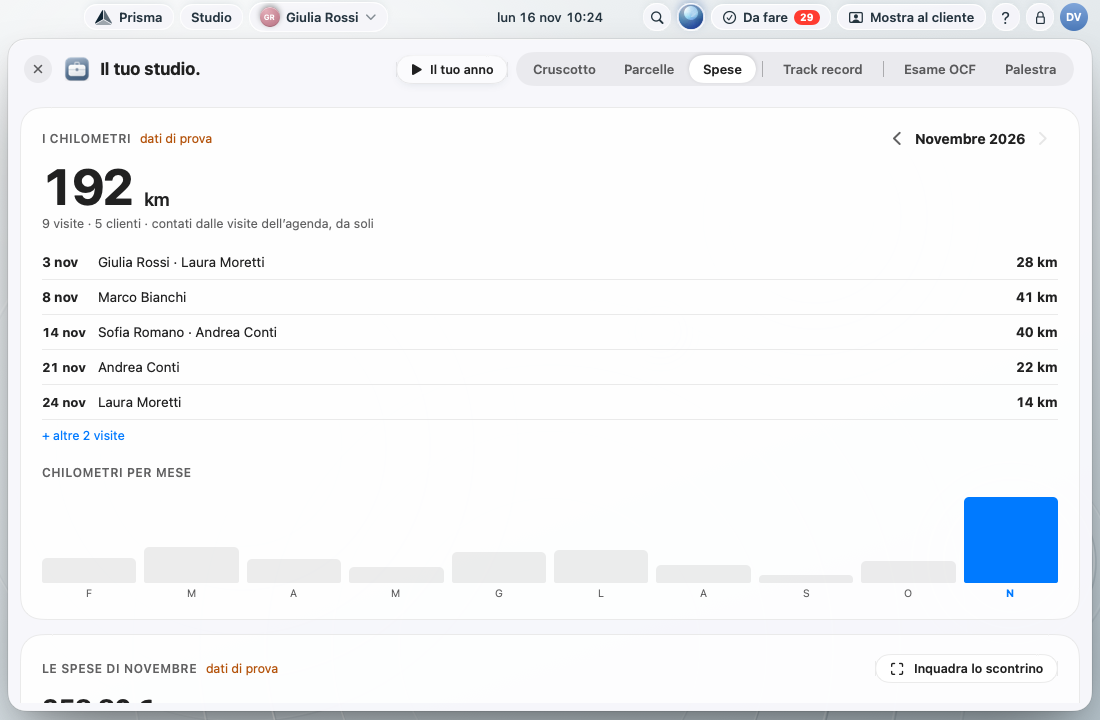 Prisma Studio GR Giulia Rossi lun 16 nov 10:24 Da fare 29 Mostra al cliente ? DV
Il tuo studio. Il tuo anno Cruscotto Parcelle Spese Track record Esame OCF Palestra
I CHILOMETRI dati di prova Novembre 2026
192 km
9 visite · 5 clienti · contati dalle visite dell'agenda, da soli
3 nov Giulia Rossi · Laura Moretti 28 km
8 nov Marco Bianchi 41 km
14 nov Sofia Romano · Andrea Conti 40 km
21 nov Andrea Conti 22 km
24 nov Laura Moretti 14 km
+ altre 2 visite
CHILOMETRI PER MESE
F M A M G L A S O N
LE SPESE DI NOVEMBRE dati di prova Inquadra lo scontrino